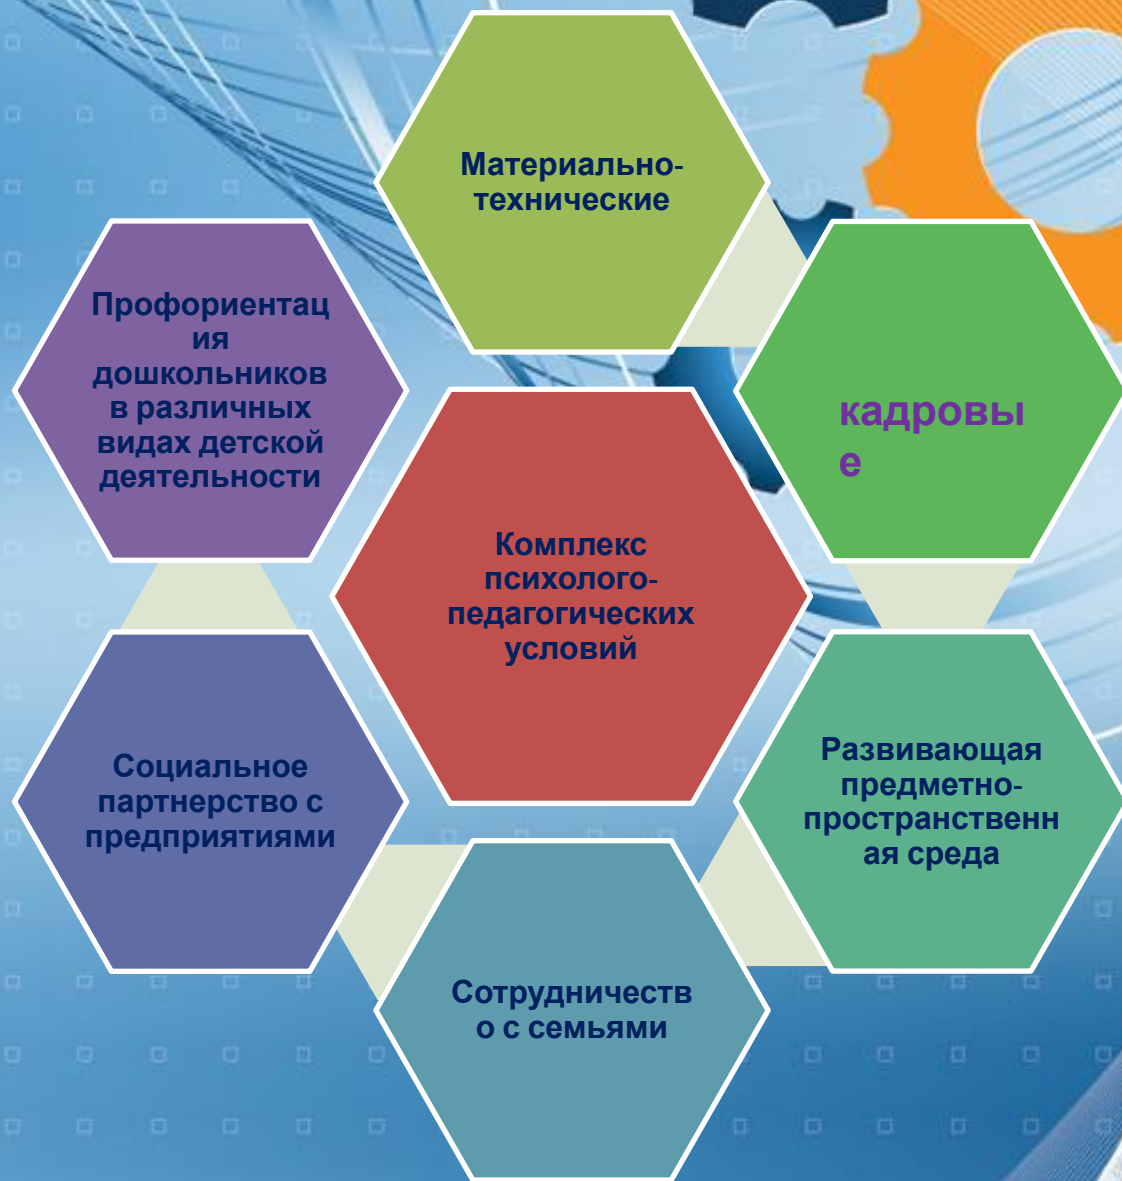 Материально-
технические
Профориентац
ия
дошкольников
в различных
видах детской
деятельности
кадровы
е
Комплекс
психолого-
педагогических
условий
Социальное
партнерство с
предприятиями
Развивающая
предметно-
пространственн
ая среда
Сотрудничеств
о с семьями